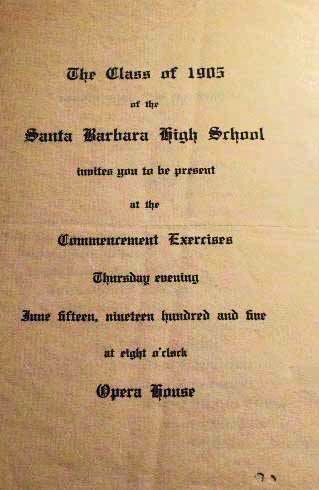 The Class of 1905
of the
Santa Barbara High School
invites you to be present
at the
Commencement Exercises
Thursday evening
June fifteen, nineteen hundred and five
at eight o'clock
Opera House